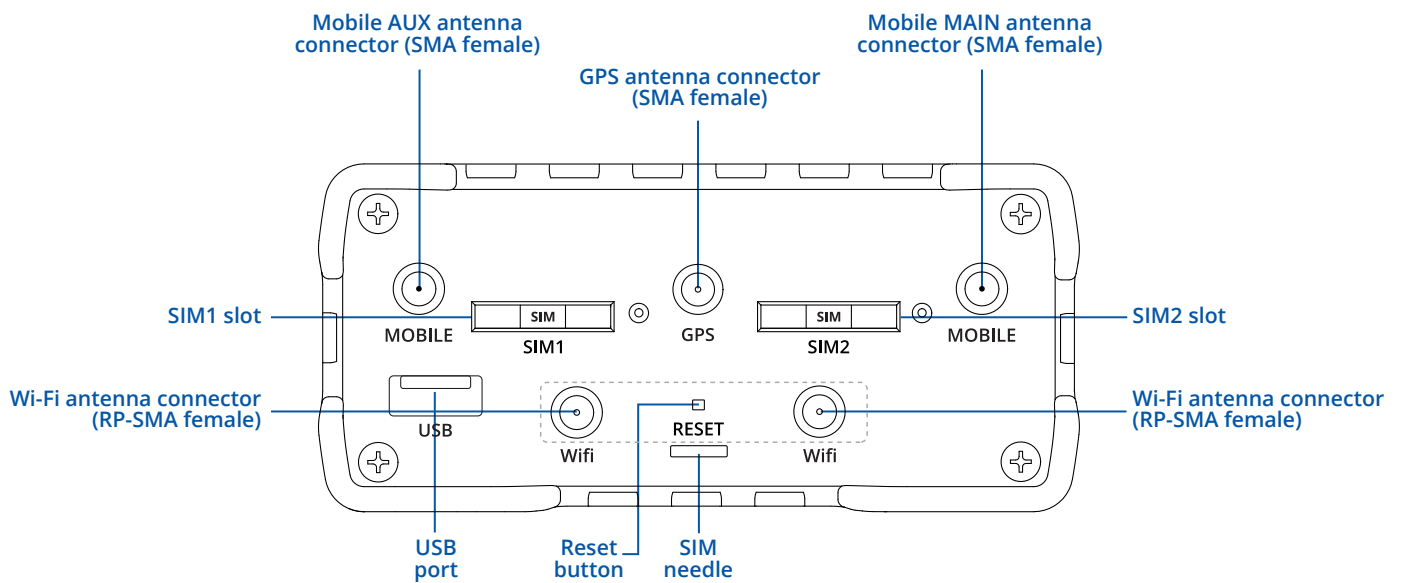 Mobile AUX antenna
connector (SMA female)
Mobile MAIN antenna
connector (SMA female)
GPS antenna connector
(SMA female)
SIM1 slot
MOBILE
SIM
SIM1
GPS
SIM
SIM2
MOBILE
SIM2 slot
Wi-Fi antenna connector
(RP-SMA female)
USB
Wifi
RESET
Wifi
Wi-Fi antenna connector
(RP-SMA female)
USB
port
Reset
button
SIM
needle